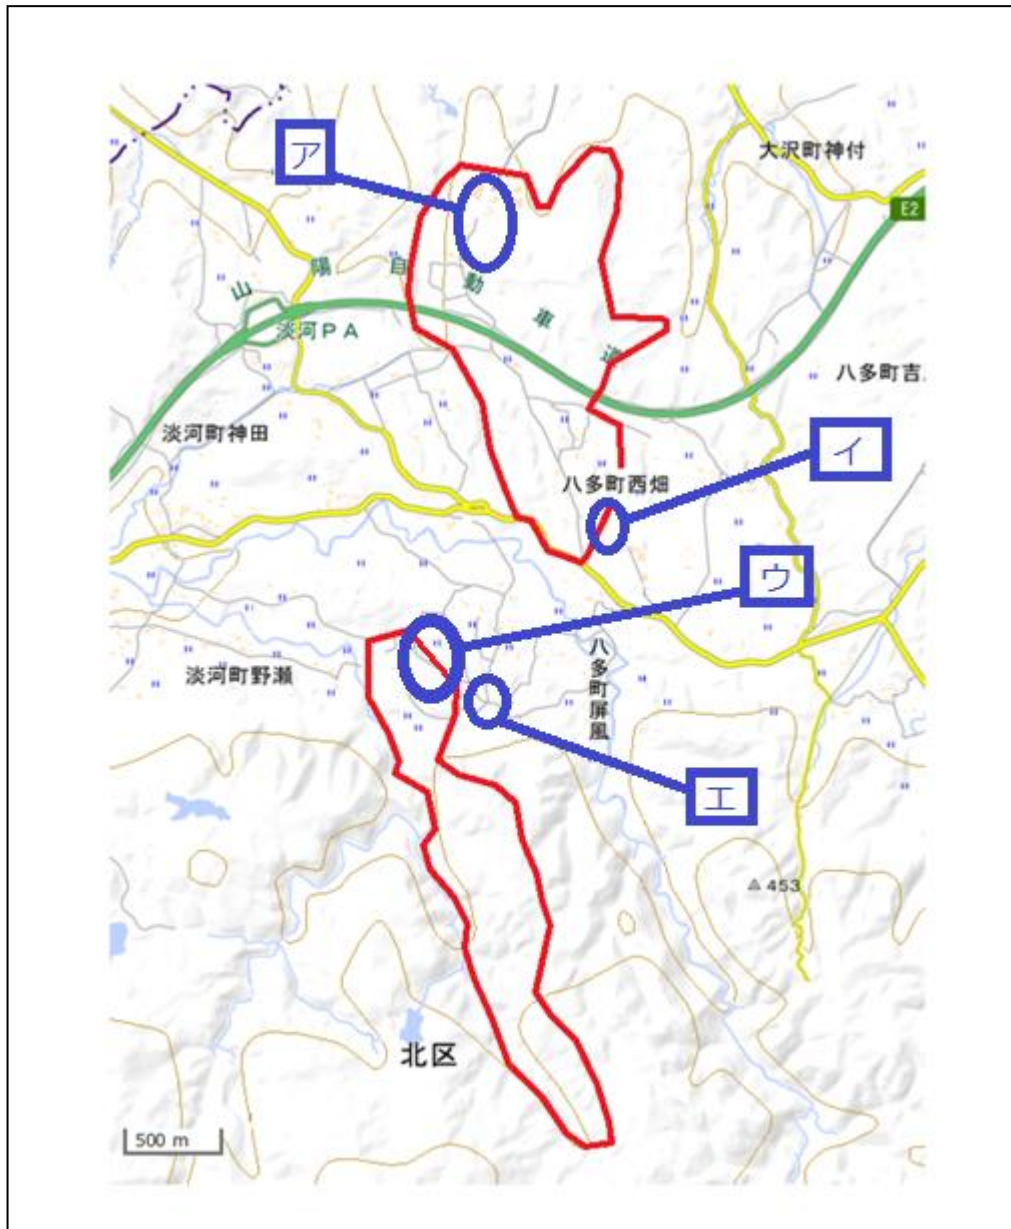 ア
大沢町神付
E2
山陽自動車道
淡河PA
八多町吉
淡河町神田
イ
八多町西畑
ウ
八多町屏風
淡河町野瀬
エ
453
北区
500 m